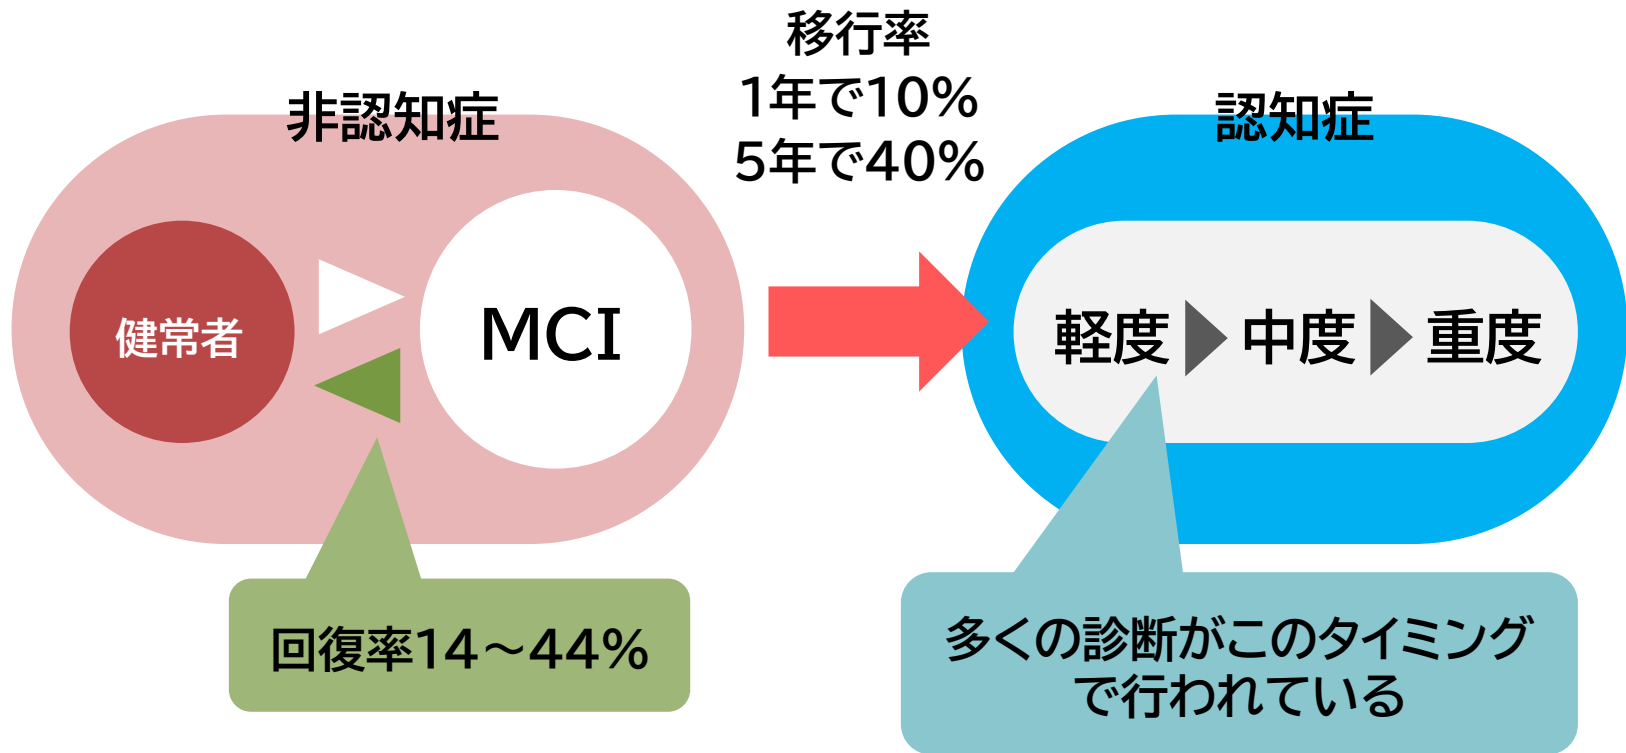 移行率
1年で10%
5年で40%
非認知症
認知症
健常者
MCI
軽度
中度
重度
回復率14～44%
多くの診断がこのタイミング
で行われている